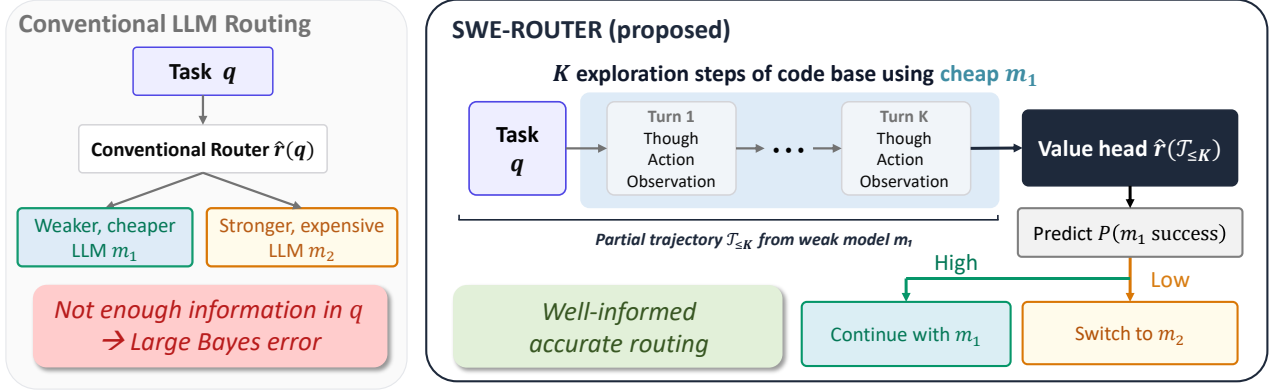 Conventional LLM Routing
Task q
Conventional Router r̂(q)
Weaker, cheaper
LLM m₁
Stronger, expensive
LLM m₂
Not enough information in q
→ Large Bayes error
SWE-ROUTER (proposed)
K exploration steps of code base using cheap m₁
Task
q
Turn 1
Though
Action
Observation
• • •
Turn K
Though
Action
Observation
Value head r̂(𝒯≤K)
Partial trajectory 𝒯≤K from weak model m₁
Predict P(m₁ success)
High
Low
Well-informed
accurate routing
Continue with m₁
Switch to m₂